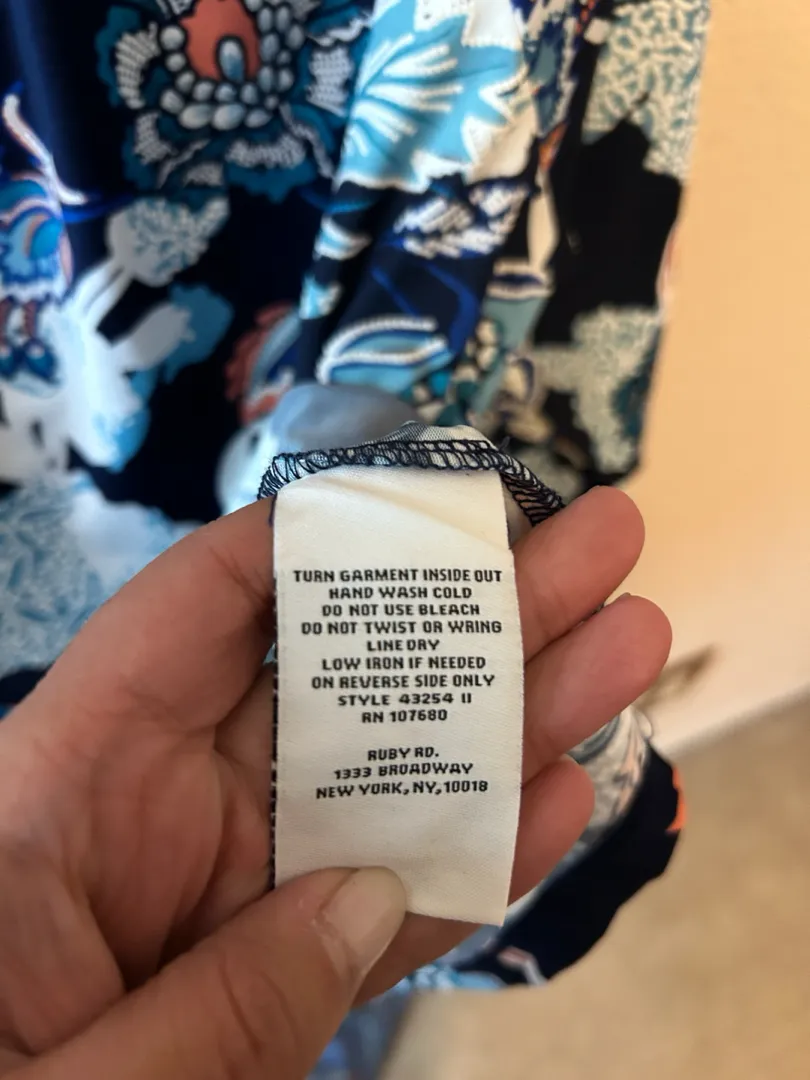 TURN GARMENT INSIDE OUT
HAND WASH COLD
DO NOT USE BLEACH
DO NOT TWIST OR WRING
LINE DRY
LOW IRON IF NEEDED
ON REVERSE SIDE ONLY
STYLE 43254 II
RN 107680
RUBY RD.
1333 BROADWAY
NEW YORK, NY, 10018